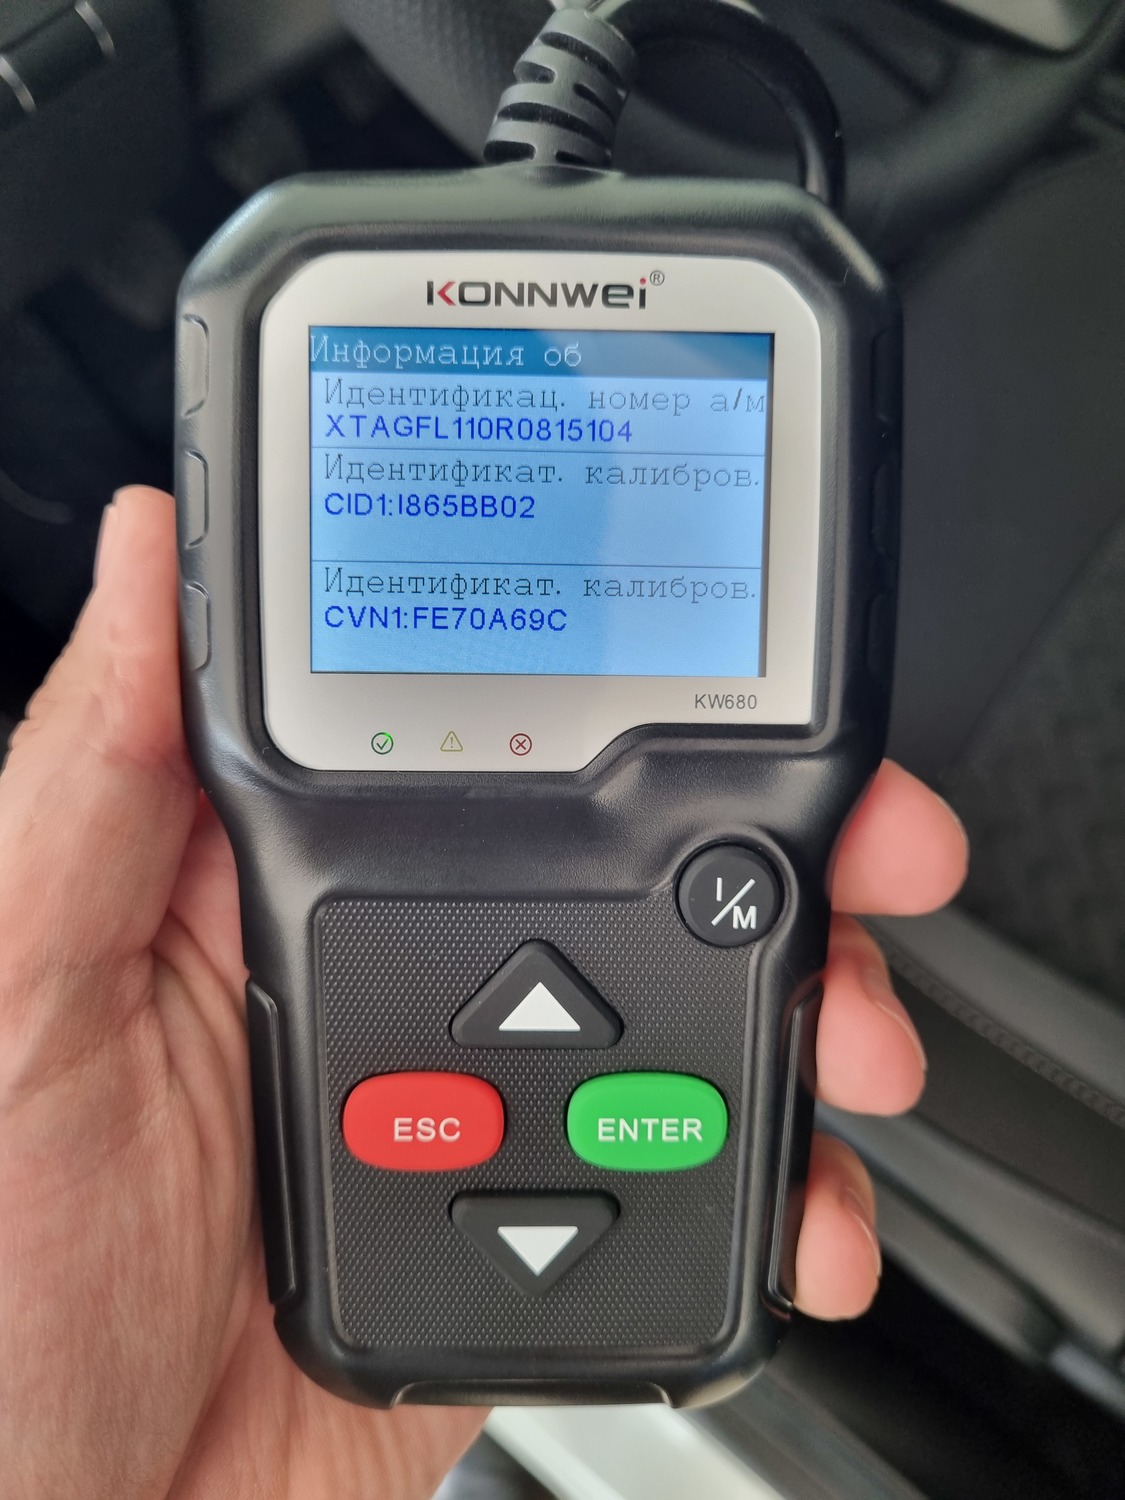 KONNWEI®
Информация об
Идентификац. номер а/м
XTAGFL110R0815104
Идентификат. калибров.
CID1:I865BB02
Идентификат. калибров.
CVN1:FE70A69C
KW680
I/M
ESC
ENTER